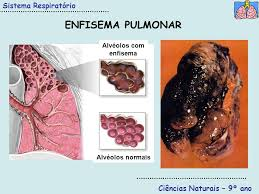 Sistema Respiratório
ENFISEMA PULMONAR
Alvéolos com
enfisema
Alvéolos normais
Ciências Naturais – 9º ano